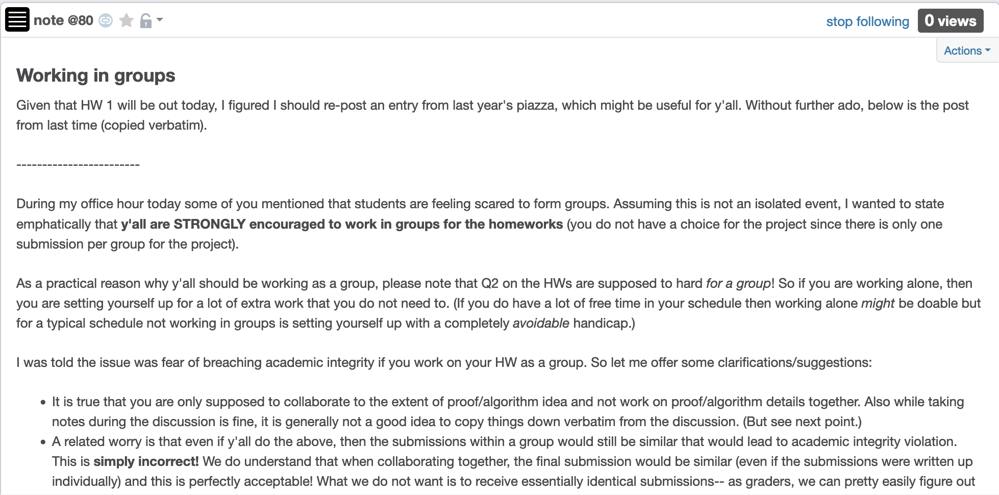 note @80
stop following
0 views
Actions
Working in groups
Given that HW 1 will be out today, I figured I should re-post an entry from last year's piazza, which might be useful for y'all. Without further ado, below is the post
from last time (copied verbatim).
------------------------
During my office hour today some of you mentioned that students are feeling scared to form groups. Assuming this is not an isolated event, I wanted to state
emphatically that y'all are STRONGLY encouraged to work in groups for the homeworks (you do not have a choice for the project since there is only one
submission per group for the project).
As a practical reason why y'all should be working as a group, please note that Q2 on the HWs are supposed to hard for a group! So if you are working alone, then
you are setting yourself up for a lot of extra work that you do not need to. (If you do have a lot of free time in your schedule then working alone might be doable but
for a typical schedule not working in groups is setting yourself up with a completely avoidable handicap.)
I was told the issue was fear of breaching academic integrity if you work on your HW as a group. So let me offer some clarifications/suggestions:
• It is true that you are only supposed to collaborate to the extent of proof/algorithm idea and not work on proof/algorithm details together. Also while taking
notes during the discussion is fine, it is generally not a good idea to copy things down verbatim from the discussion. (But see next point.)
• A related worry is that even if y'all do the above, then the submissions within a group would still be similar that would lead to academic integrity violation.
This is simply incorrect! We do understand that when collaborating together, the final submission would be similar (even if the submissions were written up
individually) and this is perfectly acceptable! What we do not want is to receive essentially identical submissions-- as graders, we can pretty easily figure out